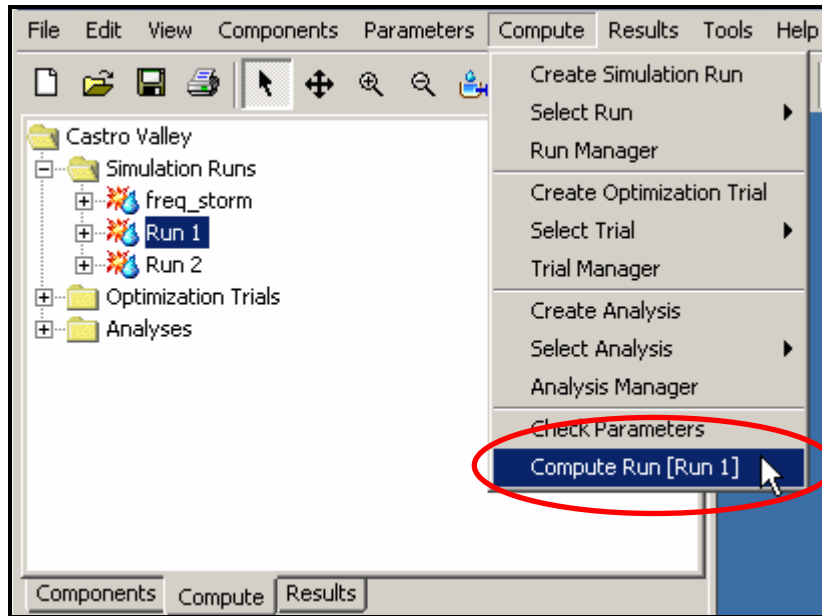 File Edit View Components Parameters Compute Results Tools Help
Castro Valley
Simulation Runs
freq_storm
Run 1
Run 2
Optimization Trials
Analyses
Create Simulation Run
Select Run
Run Manager
Create Optimization Trial
Select Trial
Trial Manager
Create Analysis
Select Analysis
Analysis Manager
Check Parameters
Compute Run [Run 1]
Components Compute Results